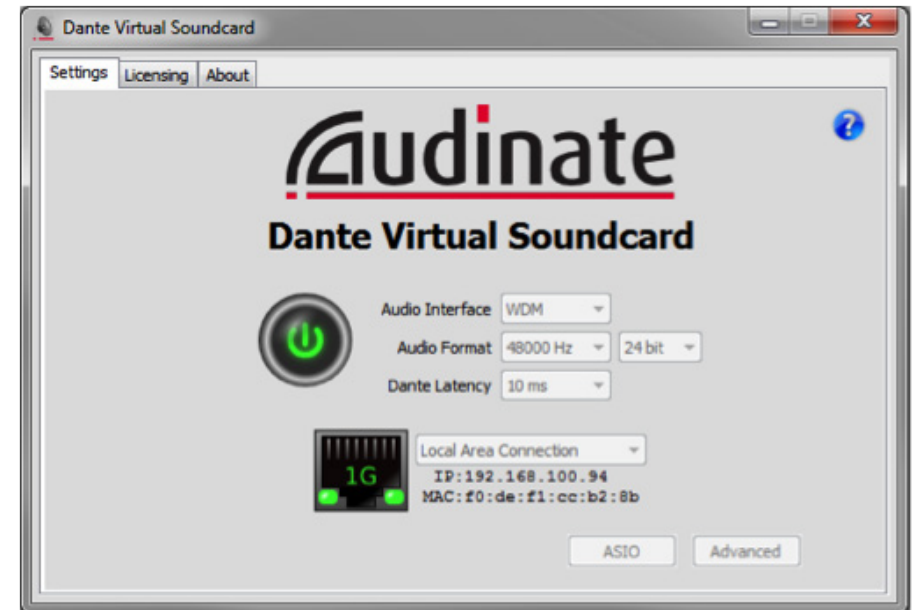 Dante Virtual Soundcard
Settings Licensing About
?
Audinate
Dante Virtual Soundcard
Audio Interface WDM
Audio Format 48000 Hz 24 bit
Dante Latency 10 ms
1G
Local Area Connection
IP:192.168.100.94
MAC:f0:de:f1:cc:b2:8b
ASIO Advanced